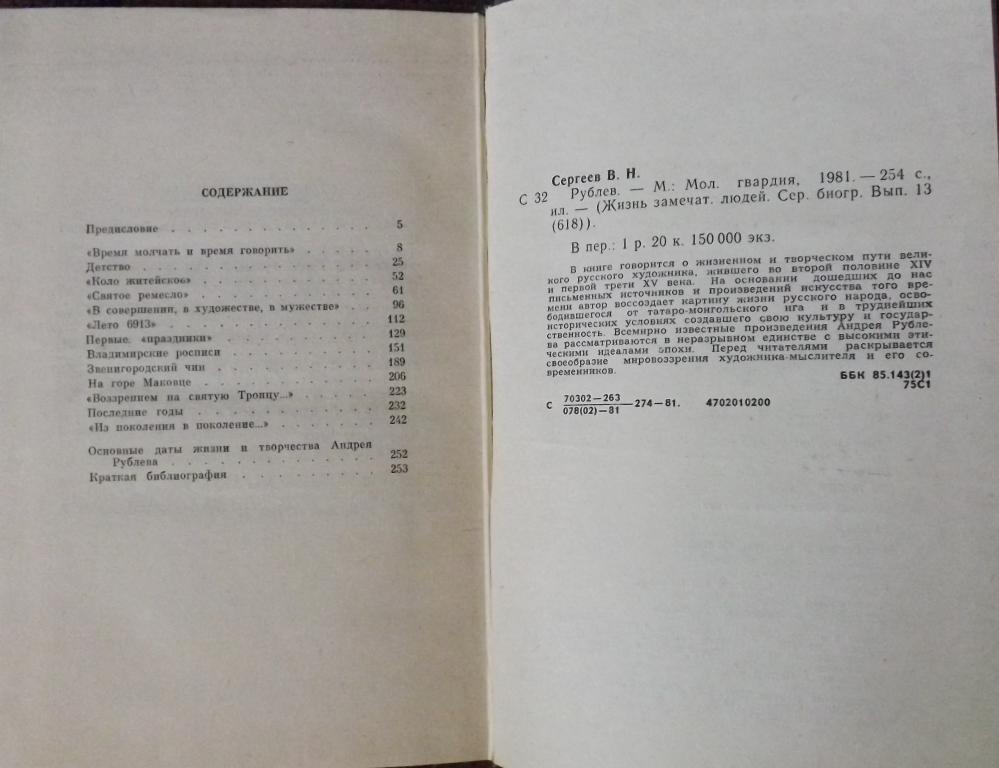 СОДЕРЖАНИЕ
Предисловие . . . . . . . . . . . . . 5
«Время молчать и время говорить» . . . . . 8
Детство . . . . . . . . . . . . . . . 25
«Коло житейское» . . . . . . . . . . . 52
«Святое ремесло» . . . . . . . . . . . 61
«В совершении, в художестве, в мужестве» . . 96
«Лето 6913» . . . . . . . . . . . . . 112
Первые «праздники» . . . . . . . . . . 129
Владимирские росписи . . . . . . . . . 151
Звенигородский чин . . . . . . . . . . 189
На горе Маковце . . . . . . . . . . . 206
«Воззрением на святую Троицу...» . . . . . 223
Последние годы . . . . . . . . . . . . 232
«Из поколения в поколение...» . . . . . . 242
Основные даты жизни и творчества Андрея
Рублева . . . . . . . . . . . . . 252
Краткая библиография . . . . . . . . . 253
Сергеев В. Н.
С 32 Рублев. — М.: Мол. гвардия, 1981. — 254 с.,
ил. — (Жизнь замечат. людей. Сер. биогр. Вып. 13
(618)).
В пер.: 1 р. 20 к. 150 000 экз.
В книге говорится о жизненном и творческом пути вели-
кого русского художника, жившего во второй половине XIV
и первой трети XV века. На основании дошедших до нас
письменных источников и произведений искусства того вре-
мени автор воссоздает картину жизни русского народа, осво-
бодившегося от татаро-монгольского ига и в труднейших
исторических условиях создавшего свою культуру и государ-
ственность. Всемирно известные произведения Андрея Рубле-
ва рассматриваются в неразрывном единстве с высокими эти-
ческими идеалами эпохи. Перед читателями раскрывается
своеобразие мировоззрения художника-мыслителя и его со-
временников.
ББК 85.143(2)1
75С1
С 70302—263
078(02)—81 —274—81. 4702010200